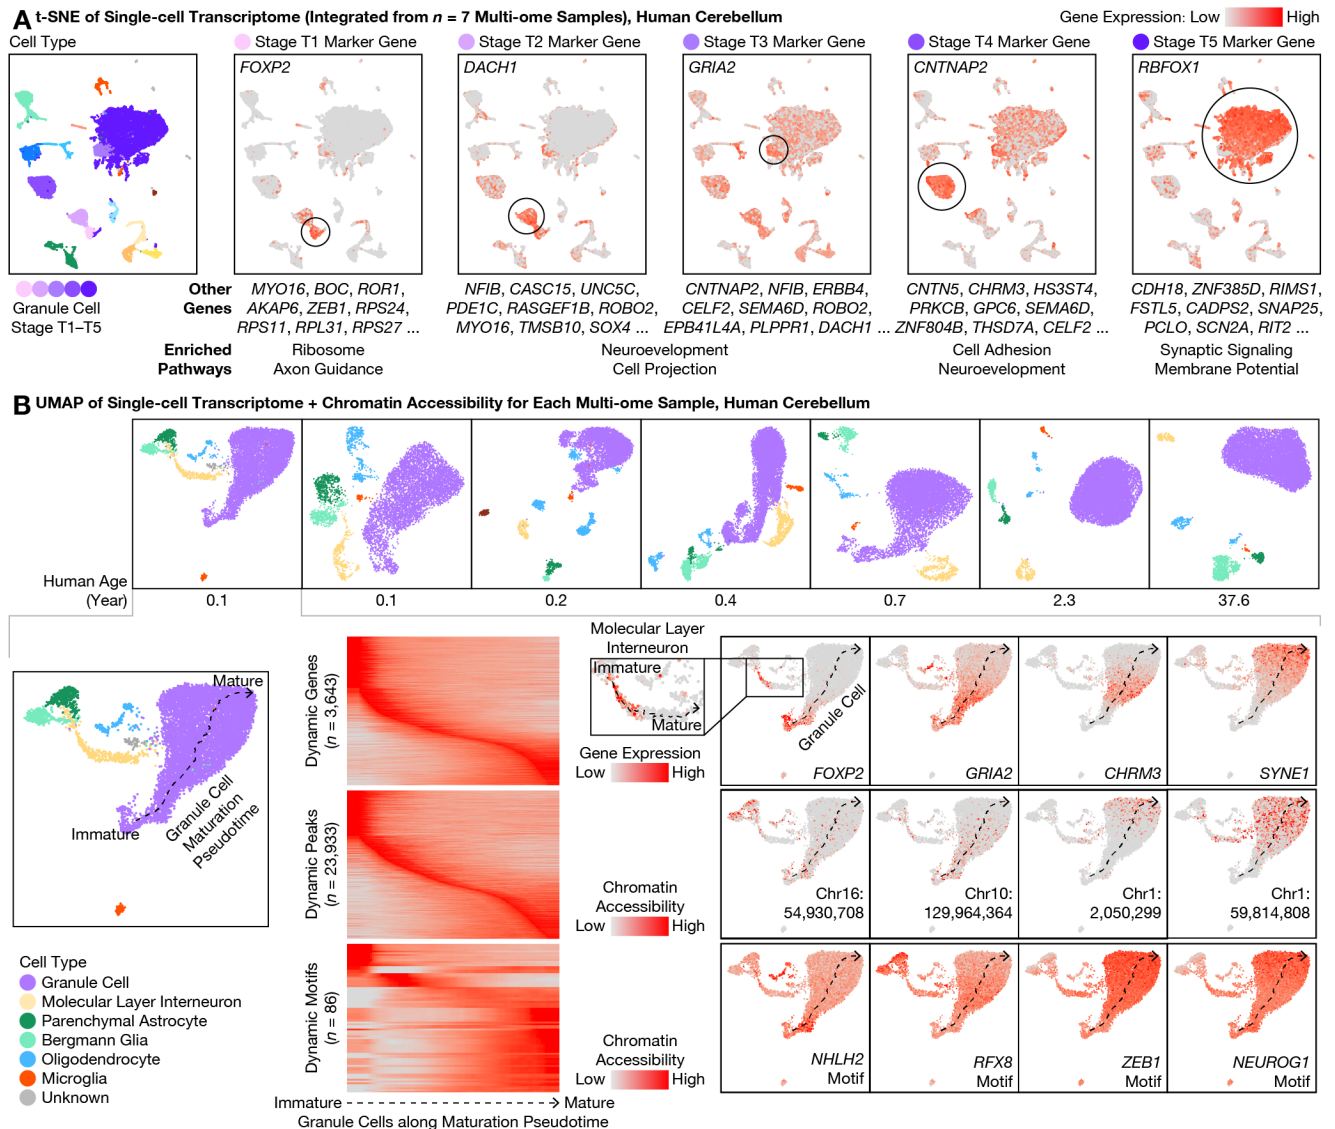 A t-SNE of Single-cell Transcriptome (Integrated from n = 7 Multi-ome Samples), Human Cerebellum
Gene Expression: Low High
Cell Type
Stage T1 Marker Gene
Stage T2 Marker Gene
Stage T3 Marker Gene
Stage T4 Marker Gene
Stage T5 Marker Gene
FOXP2
DACH1
GRIA2
CNTNAP2
RBFOX1
Granule Cell
Stage T1–T5
Other
Genes
MYO16, BOC, ROR1,
AKAP6, ZEB1, RPS24,
RPS11, RPL31, RPS27 ...
NFIB, CASC15, UNC5C,
PDE1C, RASGEF1B, ROBO2,
MYO16, TMSB10, SOX4 ...
CNTNAP2, NFIB, ERBB4,
CELF2, SEMA6D, ROBO2,
EPB41L4A, PLPPR1, DACH1 ...
CNTN5, CHRM3, HS3ST4,
PRKCB, GPC6, SEMA6D,
ZNF804B, THSD7A, CELF2 ...
CDH18, ZNF385D, RIMS1,
FSTL5, CADPS2, SNAP25,
PCLO, SCN2A, RIT2 ...
Enriched
Pathways
Ribosome
Axon Guidance
Neuroevelopment
Cell Projection
Cell Adhesion
Neuroevelopment
Synaptic Signaling
Membrane Potential
B UMAP of Single-cell Transcriptome + Chromatin Accessibility for Each Multi-ome Sample, Human Cerebellum
Human Age
(Year)
0.1
0.1
0.2
0.4
0.7
2.3
37.6
Mature
Immature
Granule Cell
Maturation
Pseudotime
Cell Type
Granule Cell
Molecular Layer Interneuron
Parenchymal Astrocyte
Bergmann Glia
Oligodendrocyte
Microglia
Unknown
Dynamic Genes
(n = 3,643)
Dynamic Peaks
(n = 23,933)
Dynamic Motifs
(n = 86)
Immature Mature
Granule Cells along Maturation Pseudotime
Molecular Layer
Interneuron
Immature
Mature
Gene Expression
Low High
Granule Cell
FOXP2
GRIA2
CHRM3
SYNE1
Chromatin
Accessibility
Low High
Chr16:
54,930,708
Chr10:
129,964,364
Chr1:
2,050,299
Chr1:
59,814,808
Chromatin
Accessibility
Low High
NHLH2
Motif
RFX8
Motif
ZEB1
Motif
NEUROG1
Motif